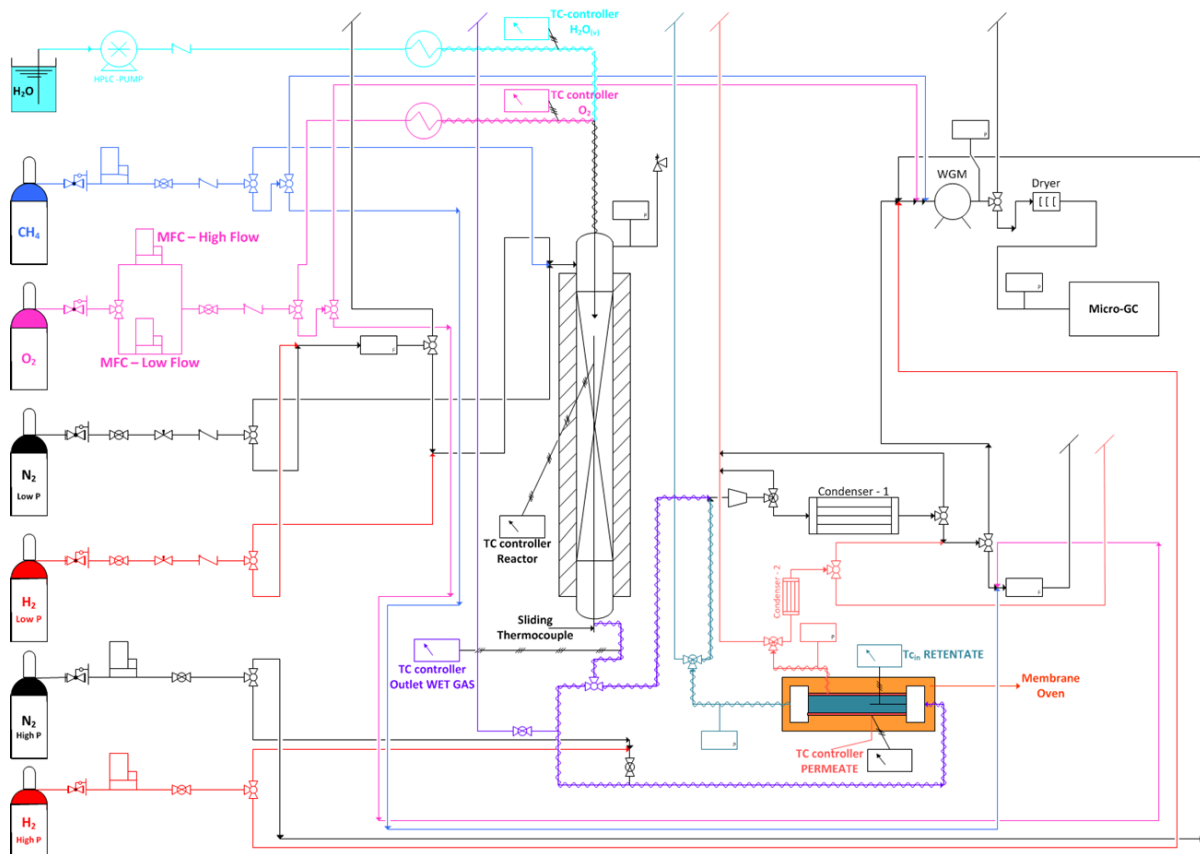 TC-controller
H₂O(v)
HPLC -PUMP
H₂O
TC controller
O₂
CH₄
MFC – High Flow
O₂
MFC – Low Flow
WGM
P
Dryer
P
P
Micro-GC
N₂
Low P
TC controller
Reactor
Condenser - 1
H₂
Low P
Condenser - 2
Sliding
Thermocouple
P
TC controller
Outlet WET GAS
Tcin RETENTATE
Membrane
Oven
N₂
High P
P
TC controller
PERMEATE
H₂
High P